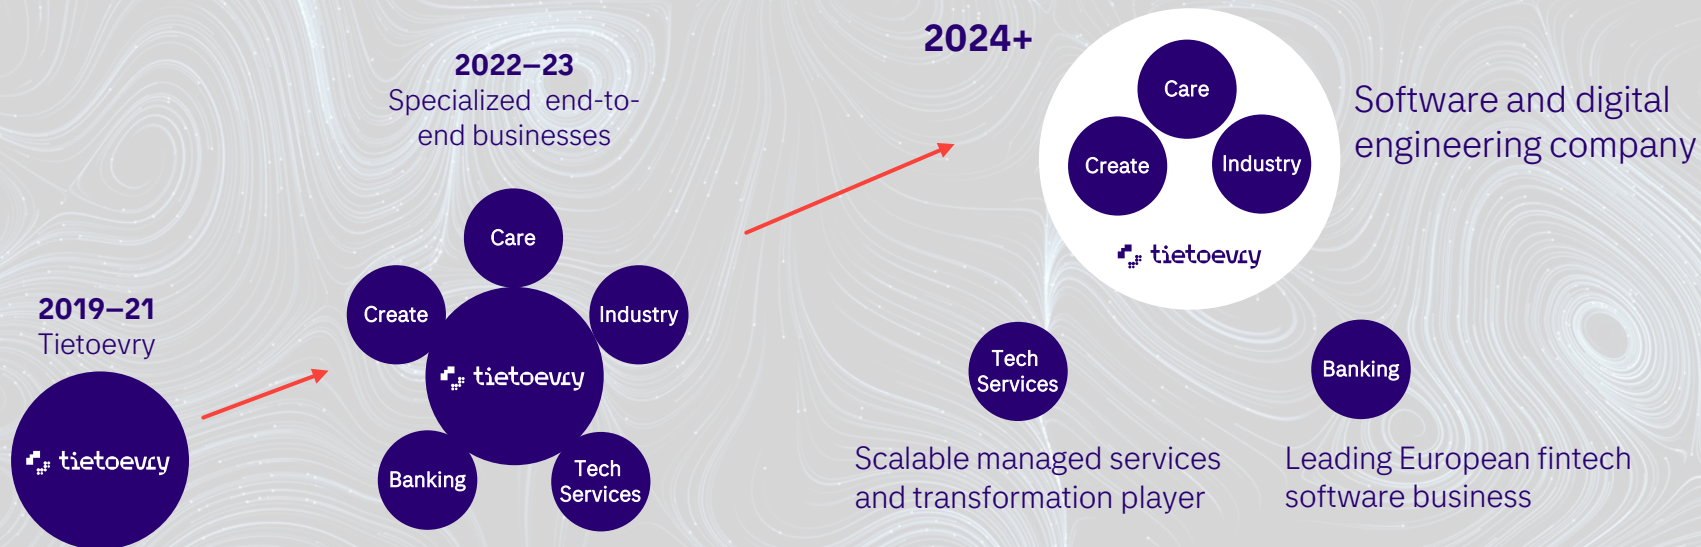 2019–21
Tietoevry
tietoevry
2022–23
Specialized end-to-
end businesses
Care
Create
Industry
tietoevry
Banking
Tech
Services
2024+
Care
Create
Industry
tietoevry
Software and digital
engineering company
Tech
Services
Scalable managed services
and transformation player
Banking
Leading European fintech
software business